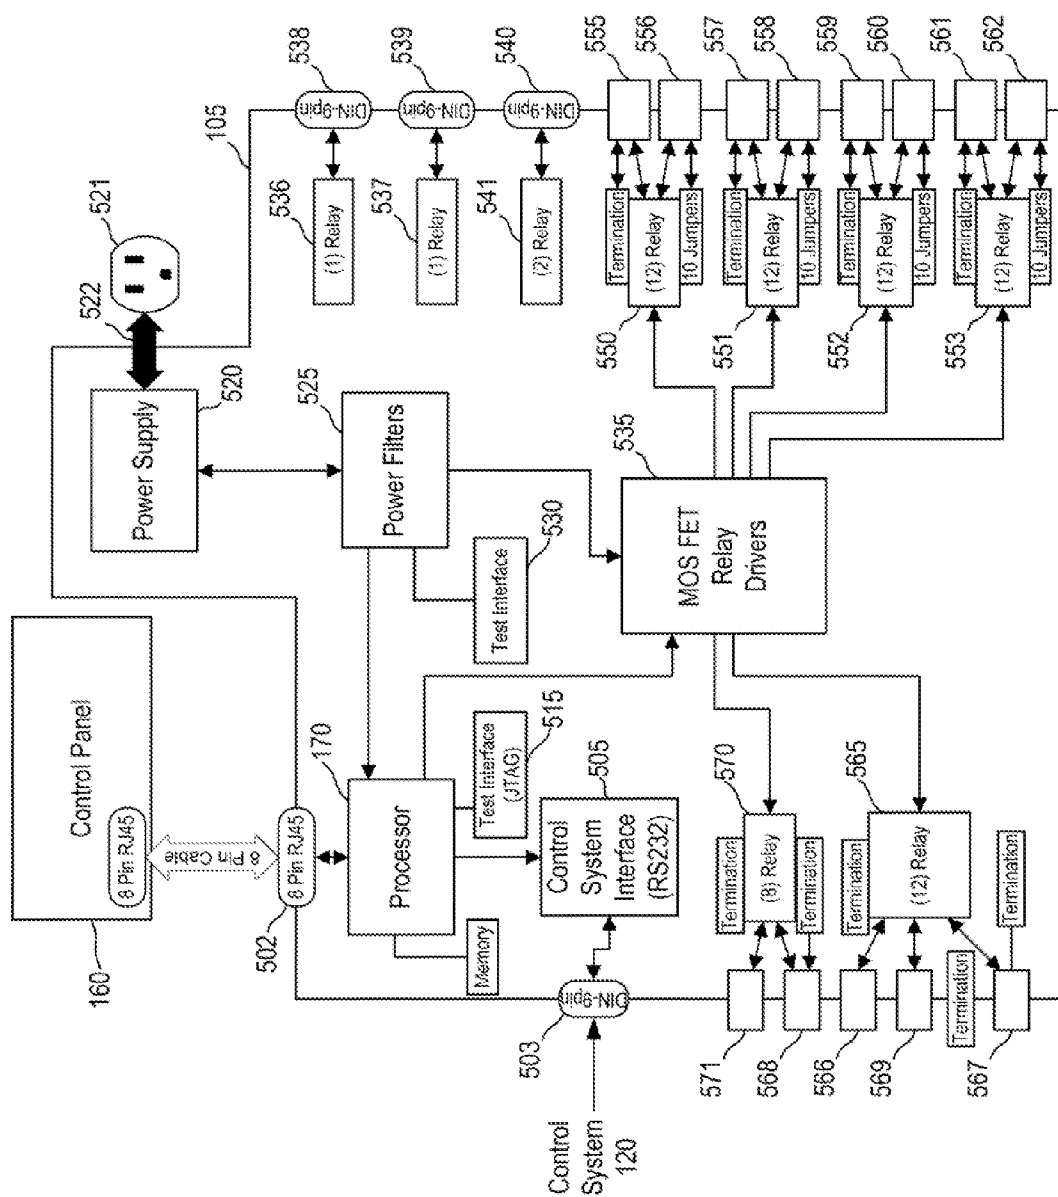 Control Panel
8 Pin RJ45
8 Pin Cable
8 Pin RJ45
160
502
521
522
105
Power Supply
520
Power Filters
525
Test Interface
530
Processor
170
Memory
Test Interface
(JTAG)
515
Control
System
Interface
(RS232)
505
DIN-9pin
503
Control
System
120
MOS FET
Relay
Drivers
535
538
DIN-9pin
536
(1) Relay
539
DIN-9pin
537
(1) Relay
540
DIN-9pin
541
(2) Relay
555
556
Termination
(12) Relay
10 Jumpers
550
557
558
Termination
(12) Relay
10 Jumpers
551
559
560
Termination
(12) Relay
10 Jumpers
552
561
562
Termination
(12) Relay
10 Jumpers
553
570
Termination
(8) Relay
Termination
571
568
565
Termination
(12) Relay
566
569
Termination
Termination
567